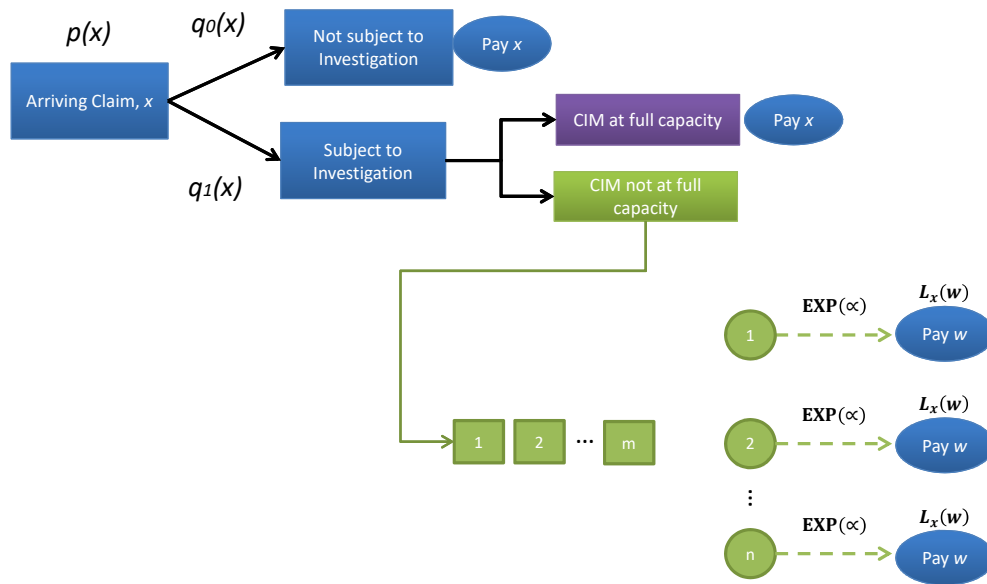 p(x)
q0(x)
Not subject to
Investigation
Pay x
Arriving Claim, x
CIM at full capacity
Pay x
Subject to
Investigation
q1(x)
CIM not at full
capacity
EXP(∝)
Lx(w)
1
Pay w
EXP(∝)
Lx(w)
1
2
...
m
2
Pay w
⋮
EXP(∝)
Lx(w)
n
Pay w